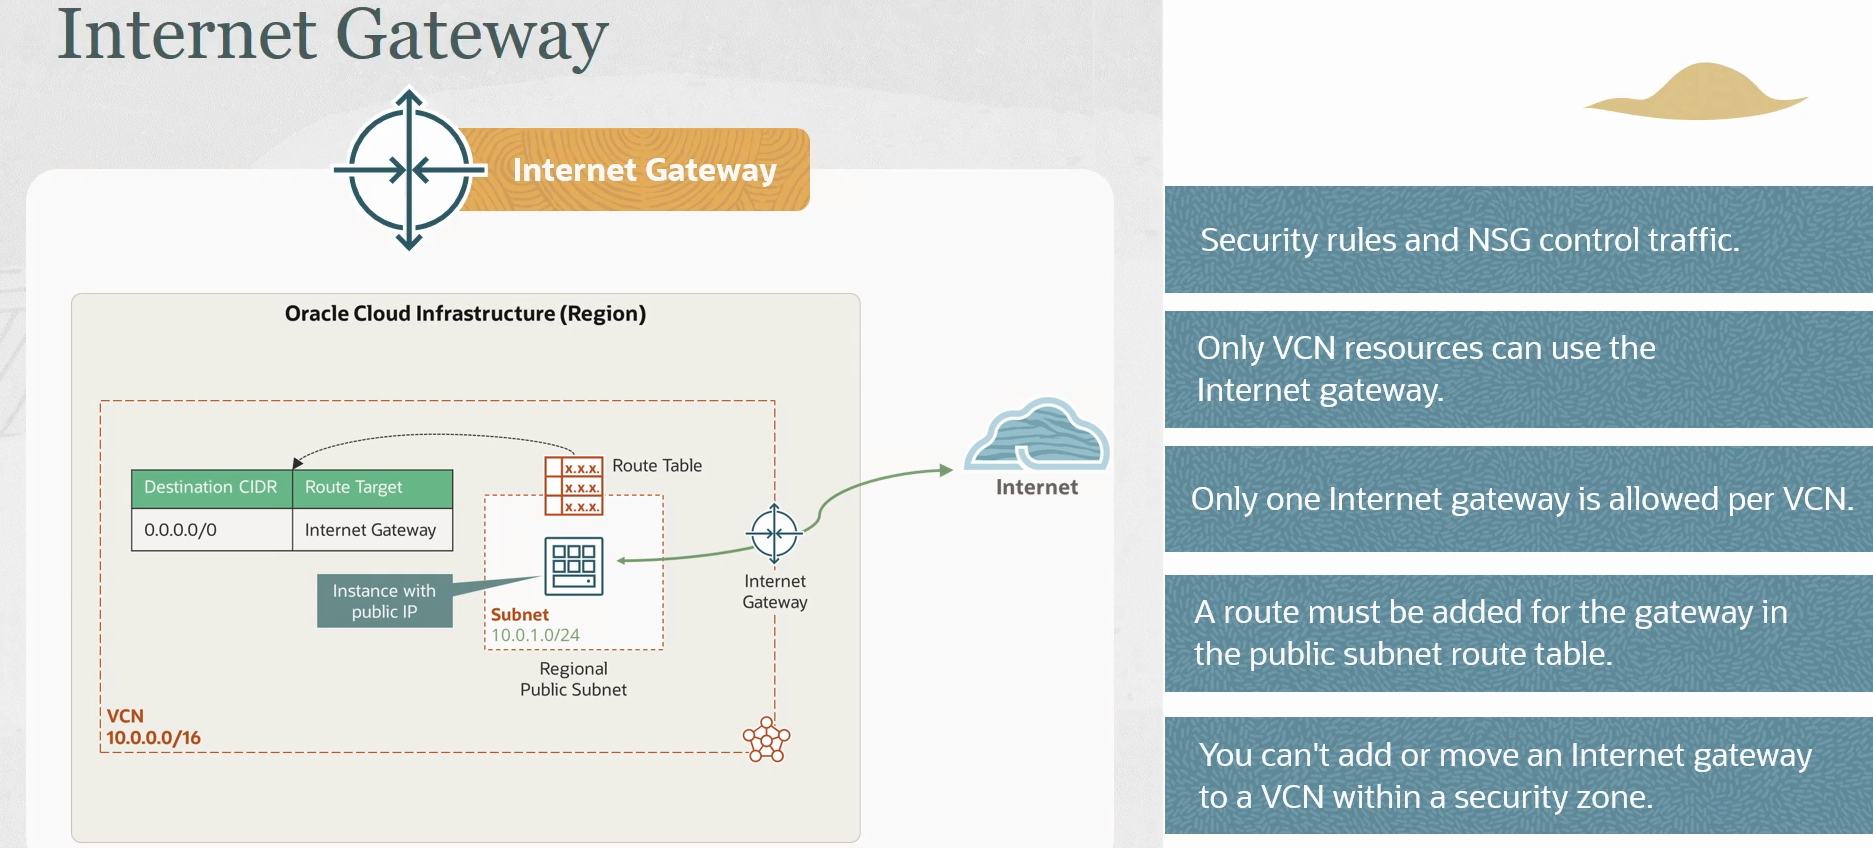 Internet Gateway
Internet Gateway
Oracle Cloud Infrastructure (Region)
Destination CIDR
Route Target
0.0.0.0/0
Internet Gateway
x.x.x.
x.x.x.
x.x.x.
Route Table
Instance with
public IP
Subnet
10.0.1.0/24
Regional
Public Subnet
Internet
Gateway
VCN
10.0.0.0/16
Internet
Security rules and NSG control traffic.
Only VCN resources can use the
Internet gateway.
Only one Internet gateway is allowed per VCN.
A route must be added for the gateway in
the public subnet route table.
You can't add or move an Internet gateway
to a VCN within a security zone.